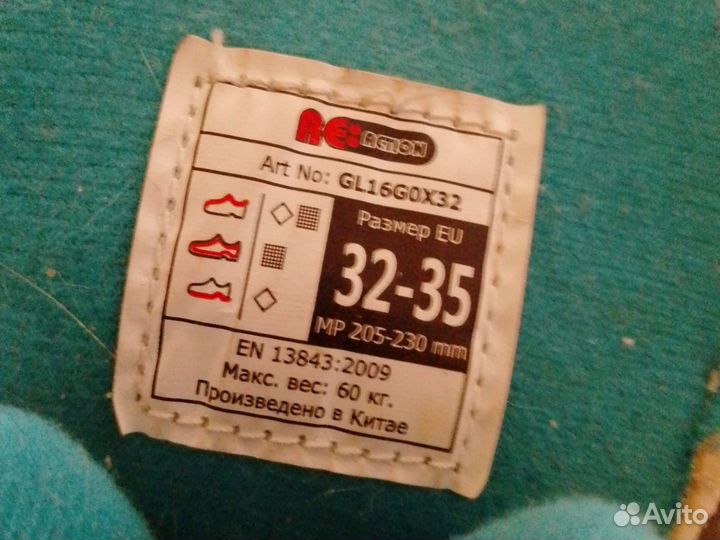 RE:ACTION
Art No: GL16G0X32
Размер EU
32-35
MP 205-230 mm
EN 13843:2009
Макс. вес: 60 кг.
Произведено в Китае
Avito